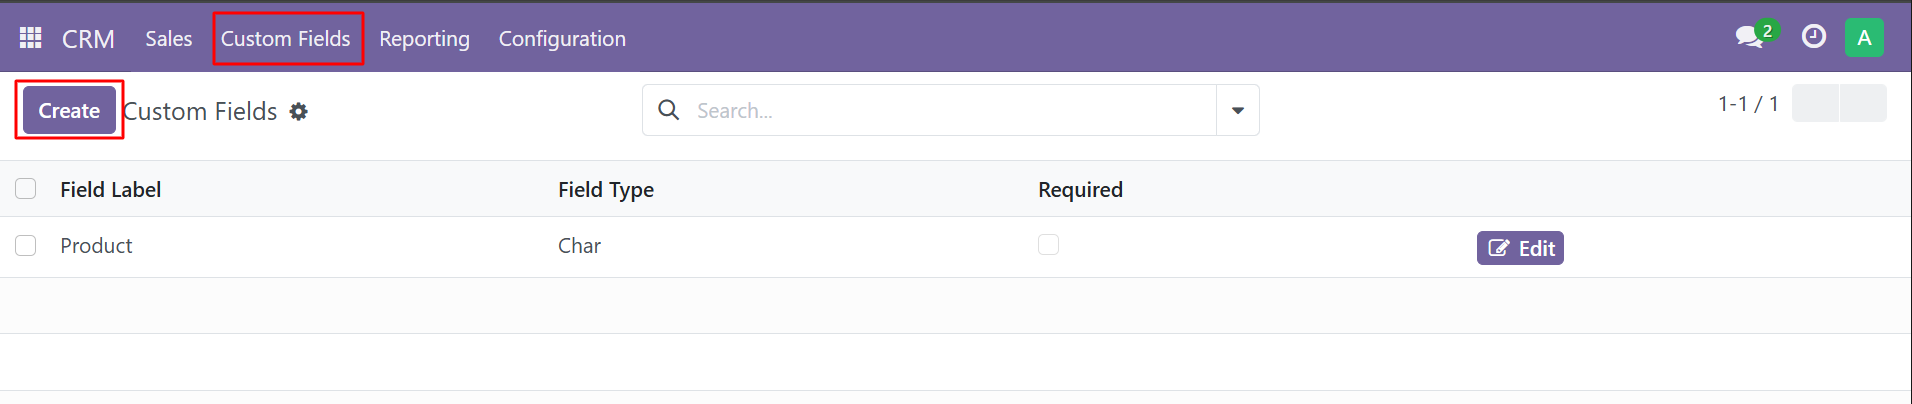 CRM Sales Custom Fields Reporting Configuration 2 A
Create Custom Fields Search... 1-1 / 1
Field Label Field Type Required
Product Char Edit